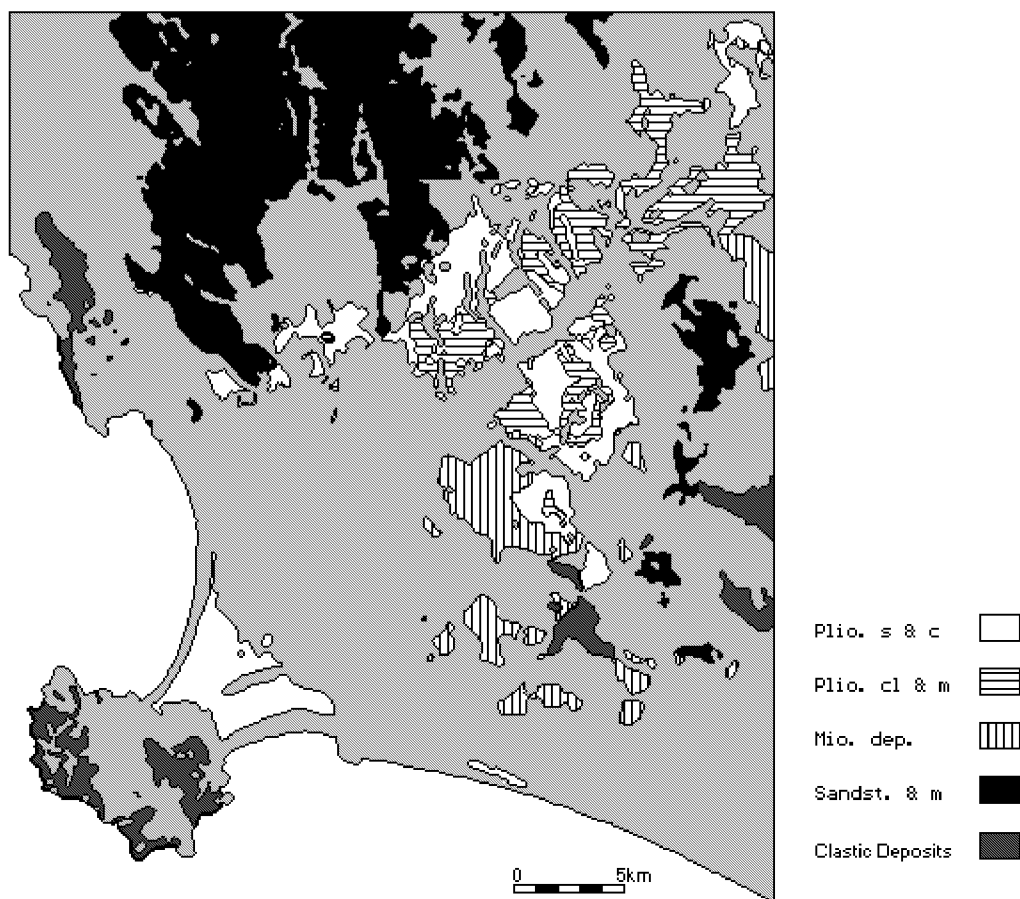 Plio. s & c
Plio. cl & m
Mio. dep.
Sandst. & m
Clastic Deposits
0 5km